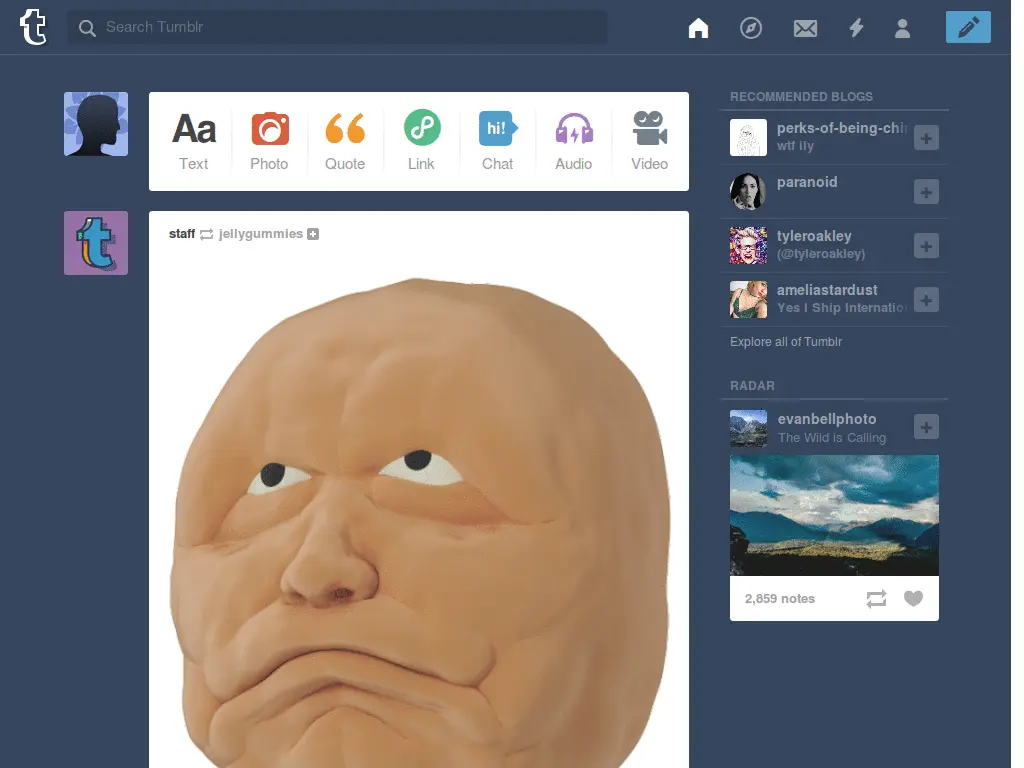 t
Search Tumblr
Aa
Text
Photo
Quote
Link
hi!
Chat
Audio
Video
t
staff jellygummies
RECOMMENDED BLOGS
perks-of-being-chi
wtf ily
paranoid
tyleroakley
(@tyleroakley)
ameliastardust
Yes I Ship Internatio
Explore all of Tumblr
RADAR
evanbellphoto
The Wild is Calling
2,859 notes